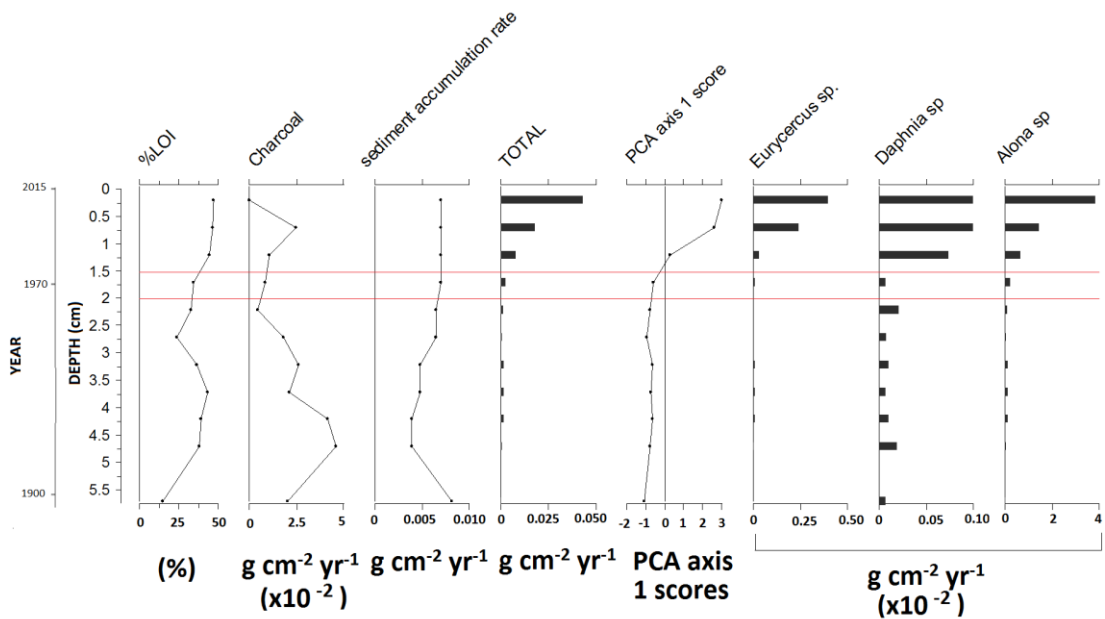 %LOI
Charcoal
sediment accumulation rate
TOTAL
PCA axis 1 score
Eurycercus sp.
Daphnia sp
Alona sp
YEAR
2015
1970
1900
DEPTH (cm)
0
0.5
1
1.5
2
2.5
3
3.5
4
4.5
5
5.5
0 25 50
0 2.5 5
0 0.005 0.010
0 0.025 0.050
-2 -1 0 1 2 3
0 0.25 0.50
0 0.05 0.10
0 2 4
(%)
g cm-2 yr-1
(x10 -2 )
g cm-2 yr-1
g cm-2 yr-1
PCA axis
1 scores
g cm-2 yr-1
(x10 -2 )